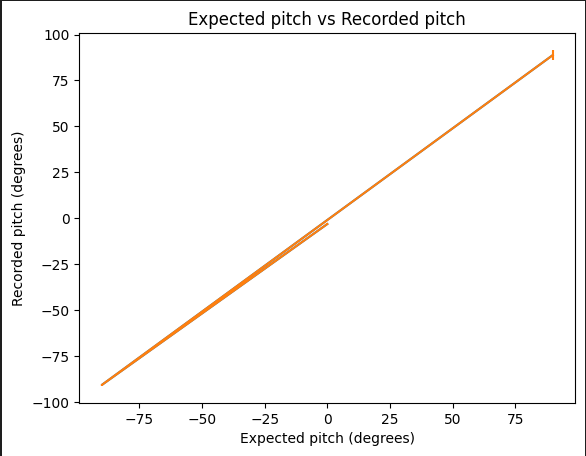 Expected pitch vs Recorded pitch
100
75
50
25
0
−25
−50
−75
−100
Recorded pitch (degrees)
−75 −50 −25 0 25 50 75
Expected pitch (degrees)